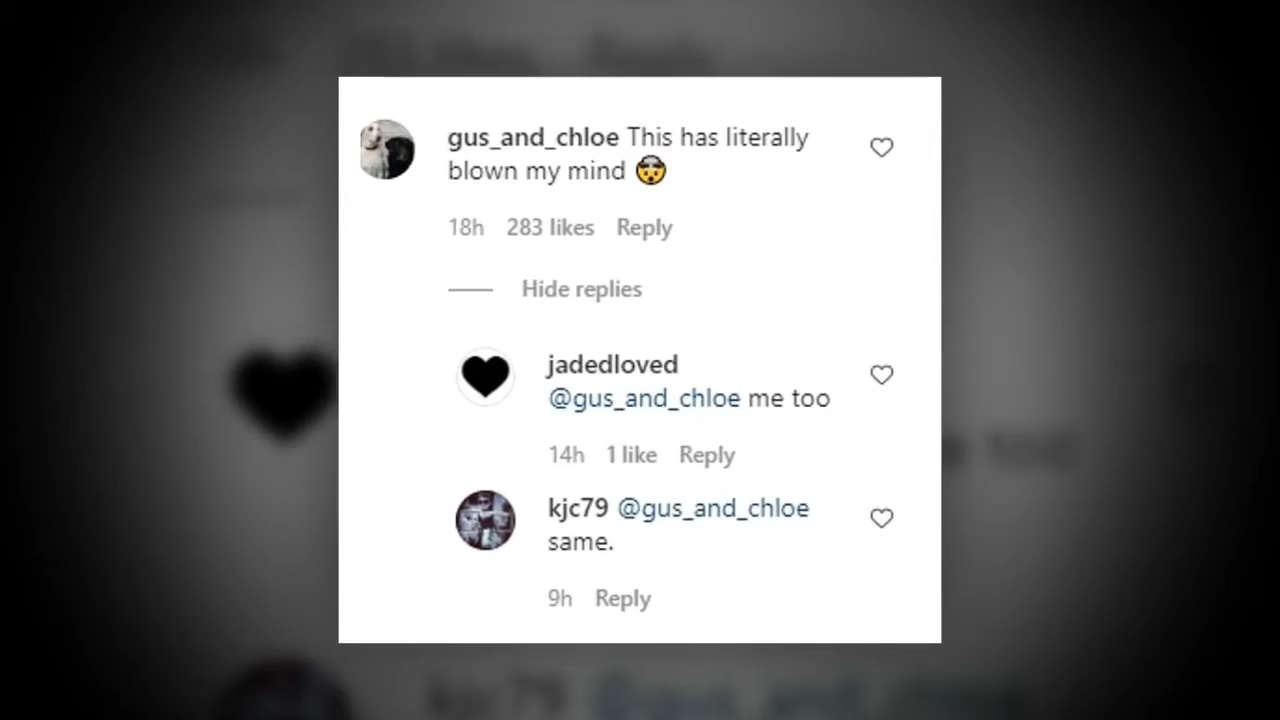 gus_and_chloe This has literally
blown my mind 🤯
18h 283 likes Reply
Hide replies
jadedloved
@gus_and_chloe me too
14h 1 like Reply
kjc79 @gus_and_chloe
same.
9h Reply